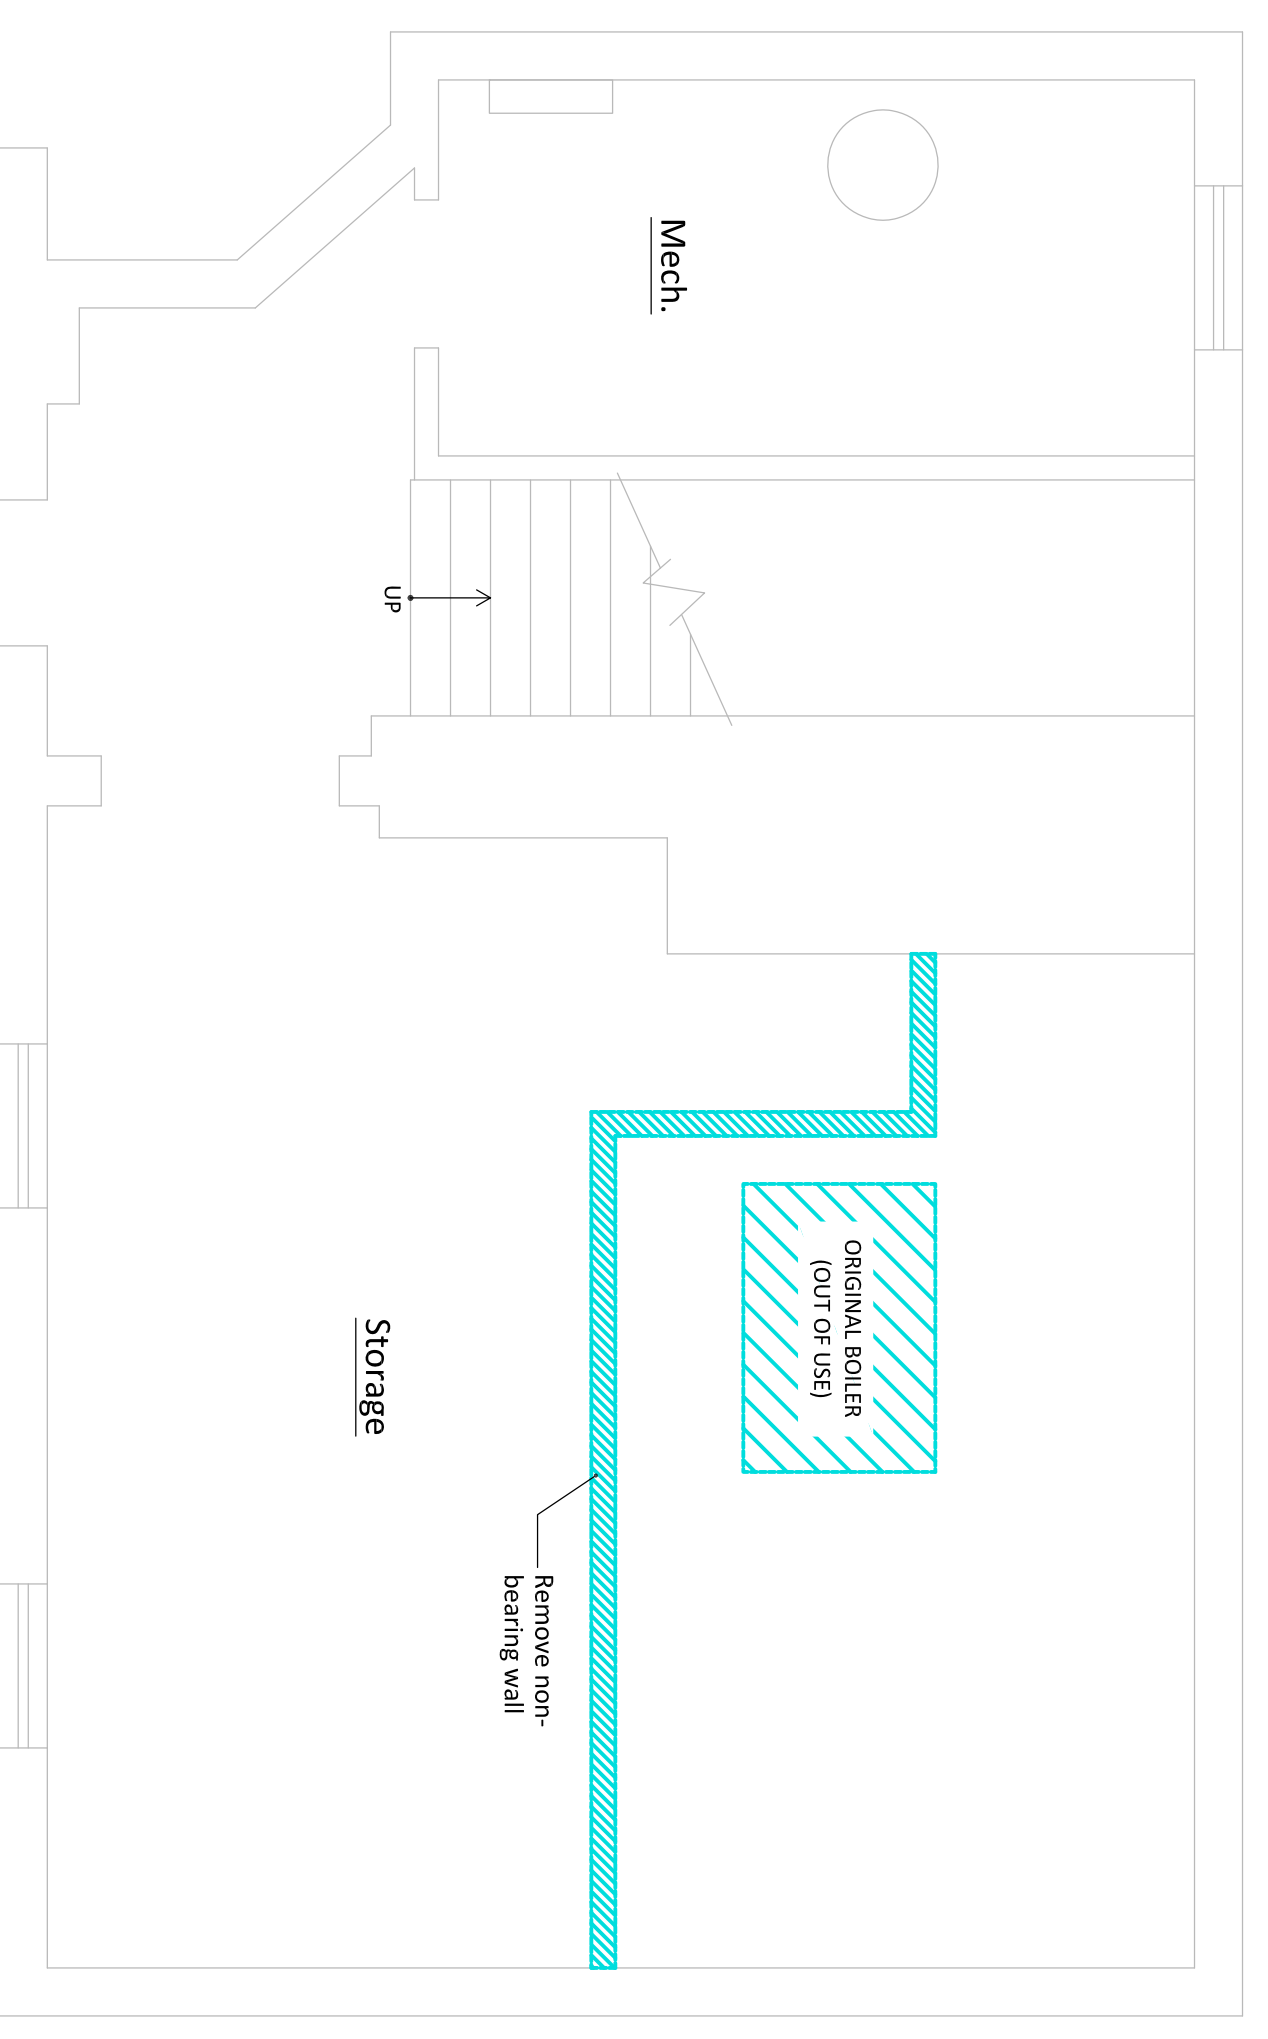 Mech.
UP
ORIGINAL BOILER
(OUT OF USE)
Storage
Remove non-
bearing wall